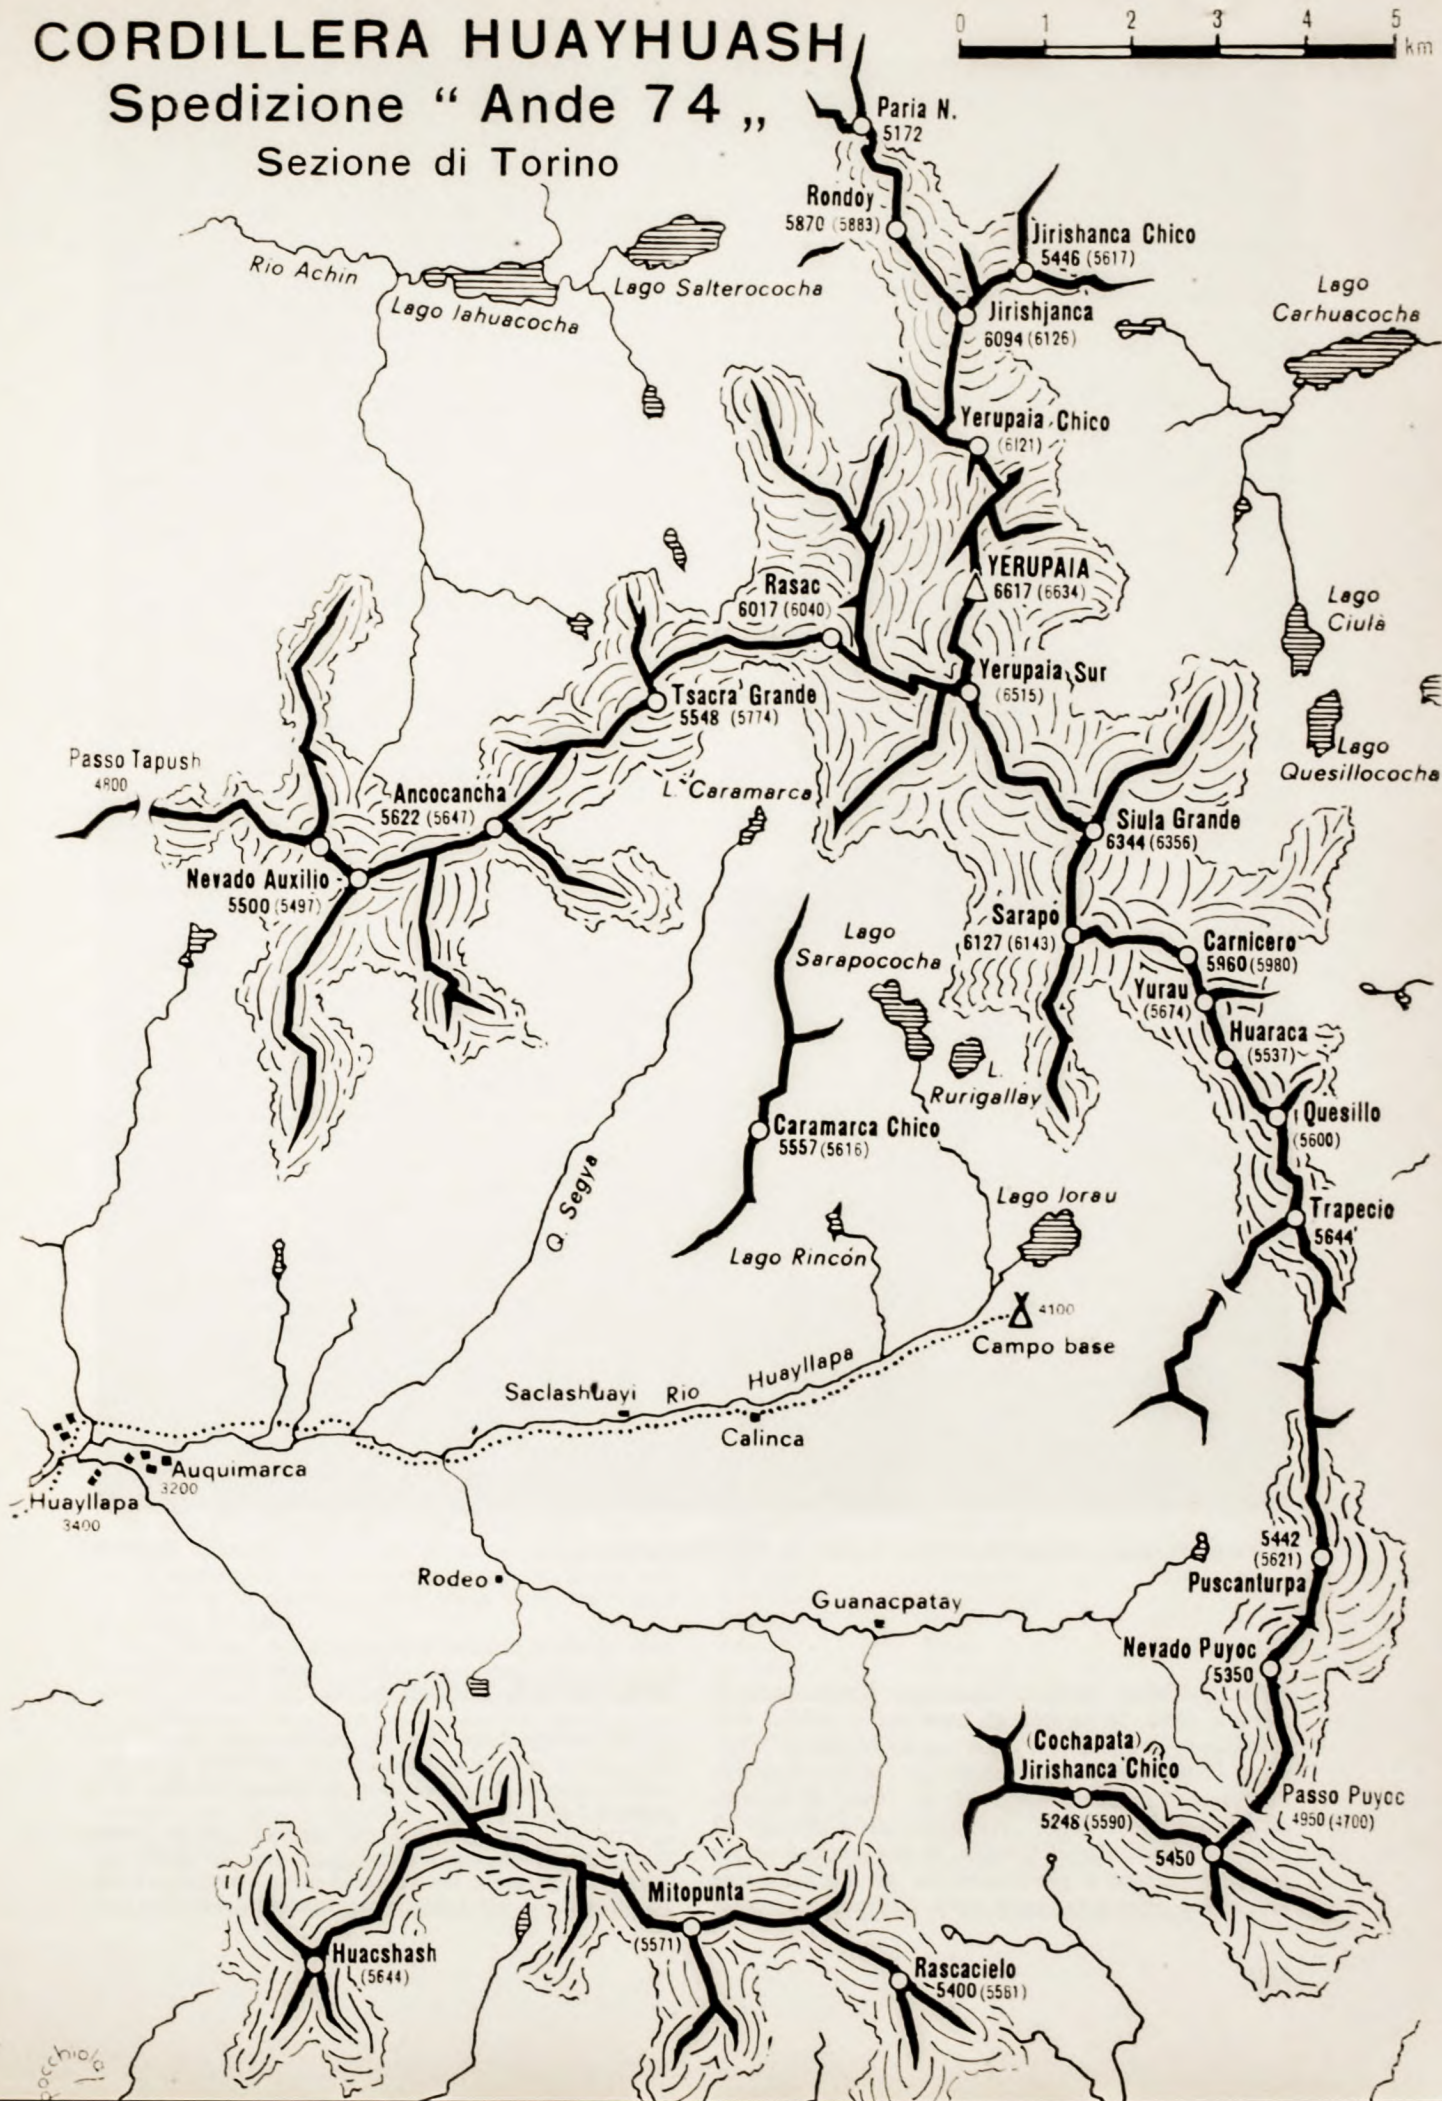 CORDILLERA HUAYHUASH
Spedizione “ Ande 74 „
Sezione di Torino
0 1 2 3 4 5
km
Paria N.
5172
Rondoy
5870 (5883)
Jirishanca Chico
5446 (5617)
Rio Achin
Lago Iahuacocha
Lago Salterococha
Jirishjanca
6094 (6126)
Lago
Carhuacocha
Yerupaia Chico
(6121)
YERUPAIA
6617 (6634)
Rasac
6017 (6040)
Lago
Ciulà
Yerupaia Sur
(6515)
Tsacra Grande
5548 (5774)
Lago
Quesillococha
Passo Tapush
4800
Ancocancha
5622 (5647)
L. Caramarca
Siula Grande
6344 (6356)
Nevado Auxilio
5500 (5497)
Sarapo
6127 (6143)
Lago
Sarapococha
Carnicero
5960 (5980)
Yurau
(5674)
Huaraca
(5537)
L.
Rurigallay
Quesillo
(5600)
Caramarca Chico
5557 (5616)
Q. Segya
Lago Iorau
Trapecio
5644
Lago Rincón
4100
Campo base
Saclashuayi Rio Huayllapa
Calinca
Auquimarca
3200
Huayllapa
3400
5442
(5621)
Puscanturpa
Rodeo
Guanacpatay
Nevado Puyoc
5350
(Cochapata)
Jirishanca Chico
5248 (5590)
Passo Puyoc
4950 (4700)
5450
Mitopunta
(5571)
Huacshash
(5644)
Rascacielo
5400 (5561)